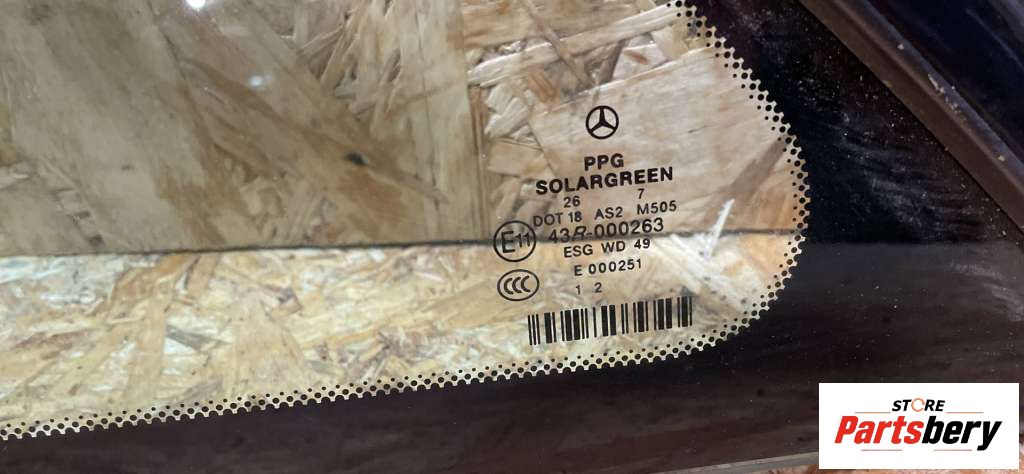 PPG
SOLARGREEN
26 7
DOT 18 AS2 M505
E11 43R-000263
ESG WD 49
CCC E 000251
1 2
STORE
Partsbery